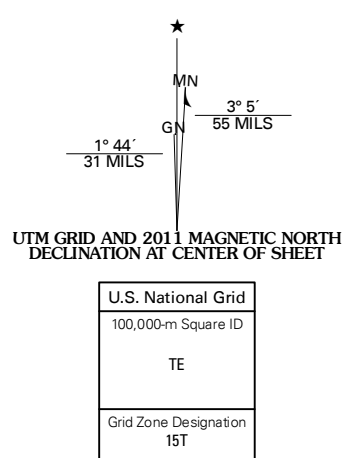 ★
MN
3° 5´
55 MILS
GN
1° 44´
31 MILS
UTM GRID AND 2011 MAGNETIC NORTH
DECLINATION AT CENTER OF SHEET
U.S. National Grid
100,000-m Square ID
TE
Grid Zone Designation
15T